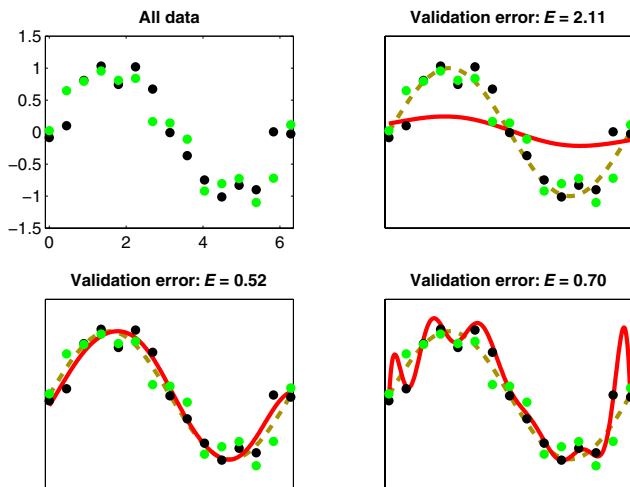 All data
Validation error: E = 2.11
1.5
1
0.5
0
−0.5
−1
−1.5
0
2
4
6
Validation error: E = 0.52
Validation error: E = 0.70